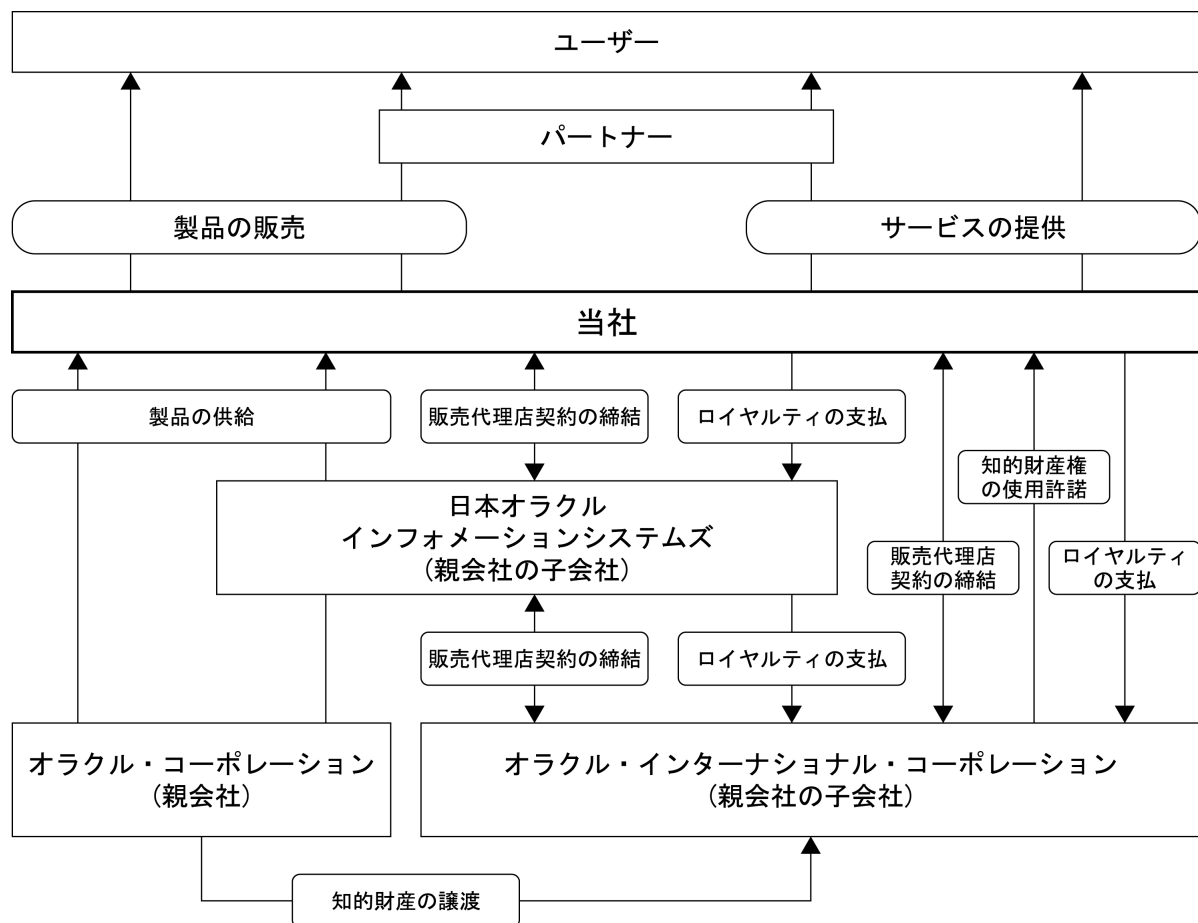 ユーザー
パートナー
製品の販売
サービスの提供
当社
製品の供給
販売代理店契約の締結
ロイヤルティの支払
知的財産権
の使用許諾
日本オラクル
インフォメーションシステムズ
(親会社の子会社)
販売代理店
契約の締結
ロイヤルティ
の支払
販売代理店契約の締結
ロイヤルティの支払
オラクル・コーポレーション
(親会社)
オラクル・インターナショナル・コーポレーション
(親会社の子会社)
知的財産の譲渡